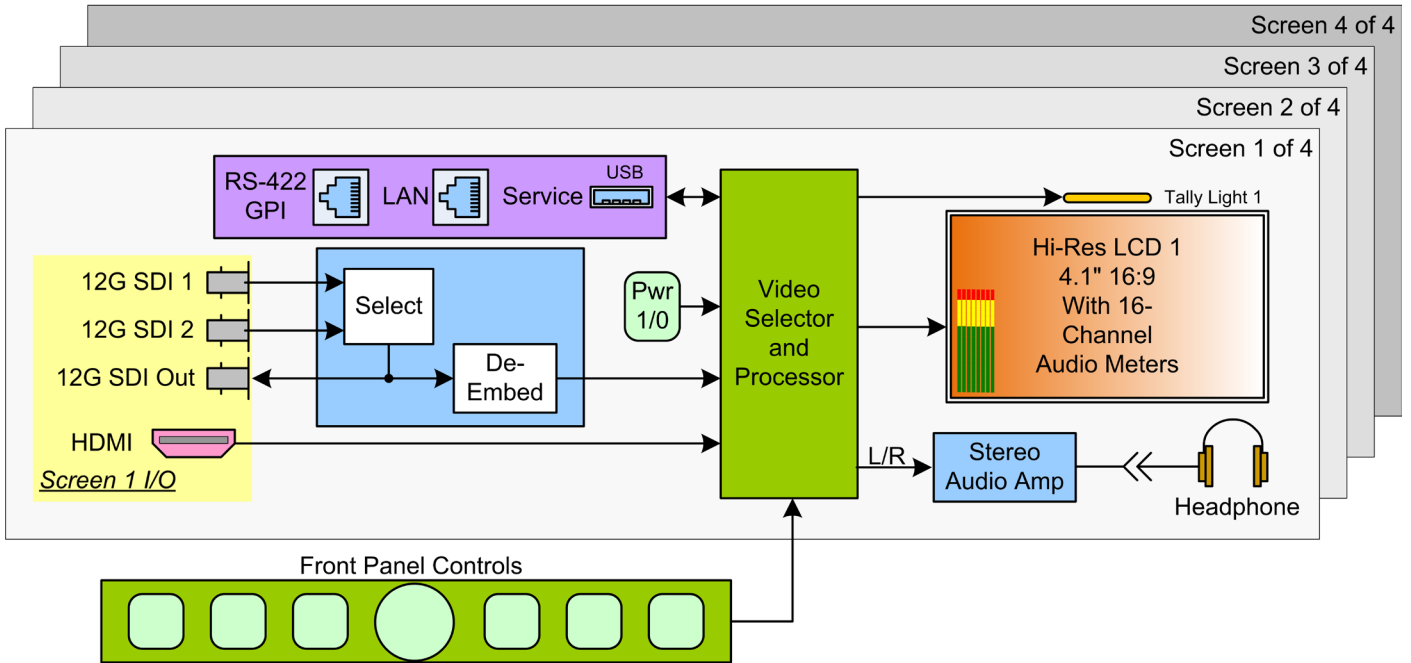 Screen 4 of 4
Screen 3 of 4
Screen 2 of 4
Screen 1 of 4
RS-422
GPI
LAN
Service
USB
Tally Light 1
12G SDI 1
12G SDI 2
12G SDI Out
HDMI
Screen 1 I/O
Select
De-
Embed
Pwr
1/0
Video
Selector
and
Processor
Hi-Res LCD 1
4.1" 16:9
With 16-
Channel
Audio Meters
L/R
Stereo
Audio Amp
Headphone
Front Panel Controls